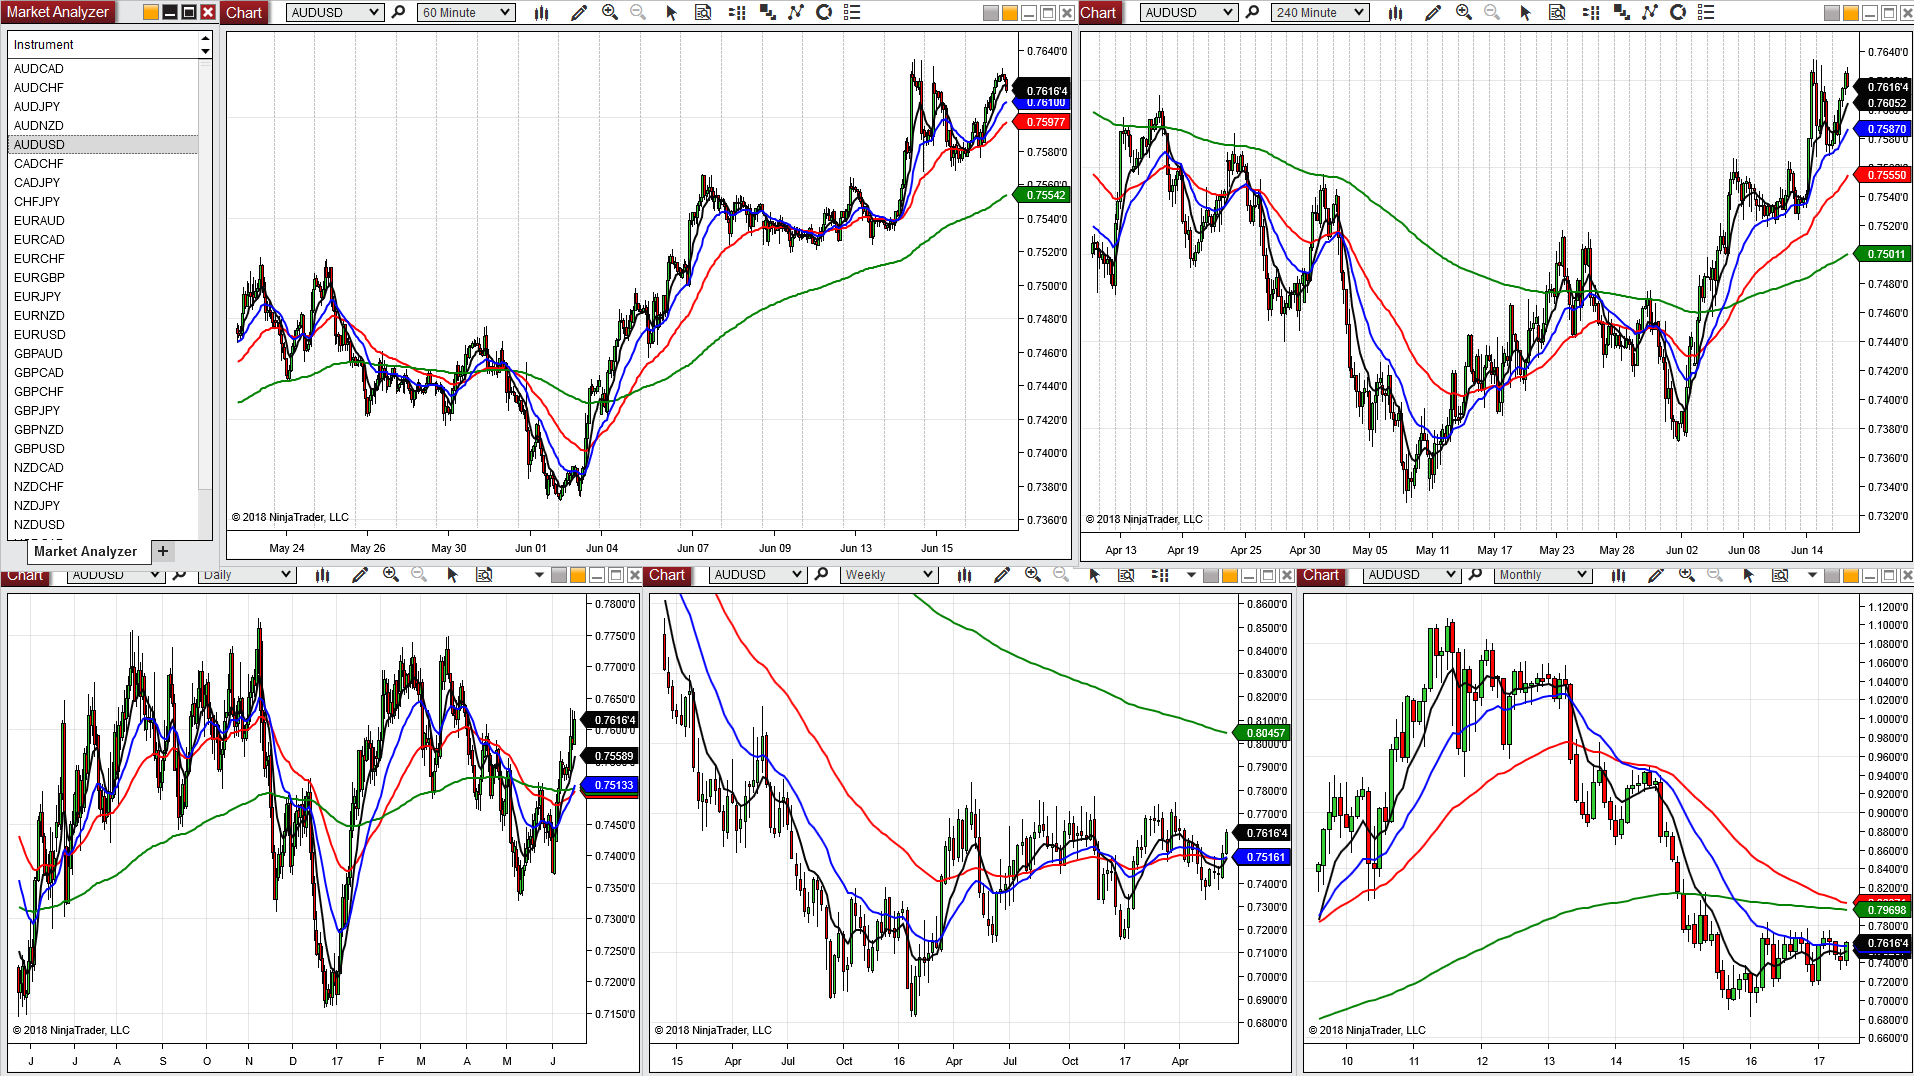 Market Analyzer
Instrument
AUDCAD
AUDCHF
AUDJPY
AUDNZD
AUDUSD
CADCHF
CADJPY
CHFJPY
EURAUD
EURCAD
EURCHF
EURGBP
EURJPY
EURNZD
EURUSD
GBPAUD
GBPCAD
GBPCHF
GBPJPY
GBPNZD
GBPUSD
NZDCAD
NZDCHF
NZDJPY
NZDUSD
Market Analyzer +
Chart AUDUSD 60 Minute
0.7640'0
0.7616'4
0.76100
0.75977
0.7580'0
0.75542
0.7540'0
0.7520'0
0.7500'0
0.7480'0
0.7460'0
0.7440'0
0.7420'0
0.7400'0
0.7380'0
0.7360'0
© 2018 NinjaTrader, LLC
May 24 May 26 May 30 Jun 01 Jun 04 Jun 07 Jun 09 Jun 13 Jun 15
Chart AUDUSD 240 Minute
0.7640'0
0.7616'4
0.76052
0.75870
0.75550
0.7540'0
0.7520'0
0.75011
0.7480'0
0.7460'0
0.7440'0
0.7420'0
0.7400'0
0.7380'0
0.7360'0
0.7340'0
0.7320'0
© 2018 NinjaTrader, LLC
Apr 13 Apr 19 Apr 25 Apr 30 May 05 May 11 May 17 May 23 May 28 Jun 02 Jun 08 Jun 14
Chart AUDUSD Daily
0.7800'0
0.7750'0
0.7700'0
0.7650'0
0.7616'4
0.7600'0
0.75589
0.75133
0.7450'0
0.7400'0
0.7350'0
0.7300'0
0.7250'0
0.7200'0
0.7150'0
© 2018 NinjaTrader, LLC
J J A S O N D 17 F M A M J
Chart AUDUSD Weekly
0.8600'0
0.8500'0
0.8400'0
0.8300'0
0.8200'0
0.8100'0
0.80457
0.8000'0
0.7900'0
0.7800'0
0.7700'0
0.7616'4
0.75161
0.7400'0
0.7300'0
0.7200'0
0.7100'0
0.7000'0
0.6900'0
0.6800'0
© 2018 NinjaTrader, LLC
15 Apr Jul Oct 16 Apr Jul Oct 17 Apr
Chart AUDUSD Monthly
1.1200'0
1.1000'0
1.0800'0
1.0600'0
1.0400'0
1.0200'0
1.0000'0
0.9800'0
0.9600'0
0.9400'0
0.9200'0
0.9000'0
0.8800'0
0.8600'0
0.8400'0
0.8200'0
0.79698
0.7800'0
0.7616'4
0.7400'0
0.7200'0
0.7000'0
0.6800'0
0.6600'0
© 2018 NinjaTrader, LLC
10 11 12 13 14 15 16 17